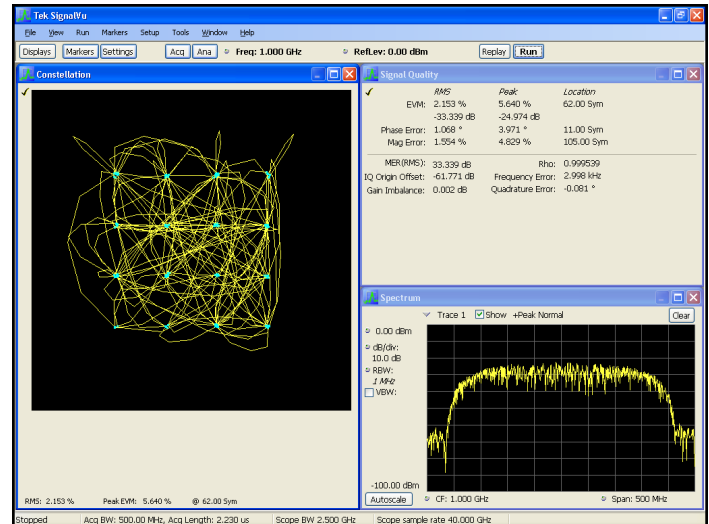 Tek SignalVu
File View Run Markers Setup Tools Window Help
Displays Markers Settings Acq Ana Freq: 1.000 GHz RefLev: 0.00 dBm Replay Run
Constellation
RMS: 2.153 % Peak EVM: 5.640 % @ 62.00 Sym
Signal Quality
RMS Peak Location
EVM: 2.153 % 5.640 % 62.00 Sym
-33.339 dB -24.974 dB
Phase Error: 1.068 ° 3.971 ° 11.00 Sym
Mag Error: 1.554 % 4.829 % 105.00 Sym
MER(RMS): 33.339 dB Rho: 0.999539
IQ Origin Offset: -61.771 dB Frequency Error: 2.998 kHz
Gain Imbalance: 0.002 dB Quadrature Error: -0.081 °
Spectrum
Trace 1 Show +Peak Normal Clear
0.00 dBm
dB/div:
10.0 dB
RBW:
1 MHz
VBW:
-100.00 dBm
Autoscale CF: 1.000 GHz Span: 500 MHz
Stopped Acq BW: 500.00 MHz, Acq Length: 2.230 us Scope BW 2.500 GHz Scope sample rate 40.000 GHz